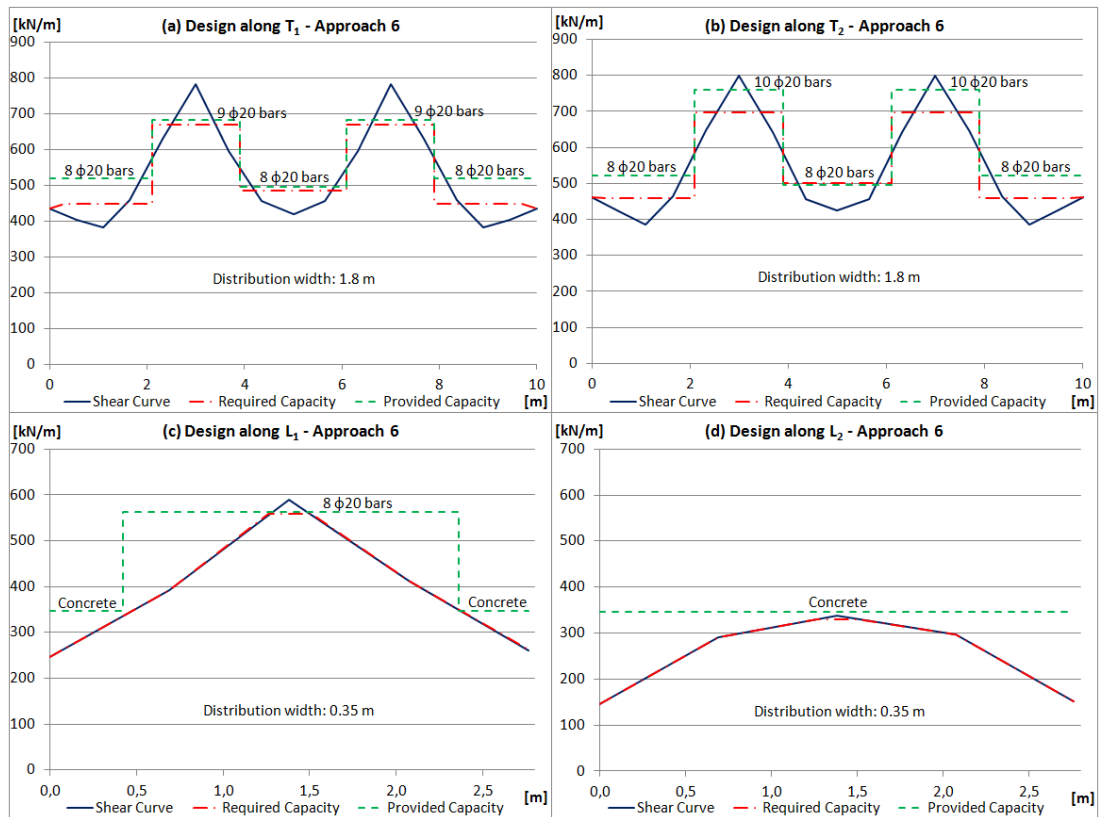 [kN/m]
(a) Design along T1 - Approach 6
900
800
700
600
500
400
300
200
100
0
9 ϕ20 bars
9 ϕ20 bars
8 ϕ20 bars
8 ϕ20 bars
8 ϕ20 bars
Distribution width: 1.8 m
0 2 4 6 8 10
Shear Curve Required Capacity Provided Capacity [m]
[kN/m]
(b) Design along T2 - Approach 6
900
800
700
600
500
400
300
200
100
0
10 ϕ20 bars
10 ϕ20 bars
8 ϕ20 bars
8 ϕ20 bars
8 ϕ20 bars
Distribution width: 1.8 m
0 2 4 6 8 10
Shear Curve Required Capacity Provided Capacity [m]
[kN/m]
(c) Design along L1 - Approach 6
700
600
500
400
300
200
100
0
8 ϕ20 bars
Concrete
Concrete
Distribution width: 0.35 m
0,0 0,5 1,0 1,5 2,0 2,5
Shear Curve Required Capacity Provided Capacity [m]
[kN/m]
(d) Design along L2 - Approach 6
700
600
500
400
300
200
100
0
Concrete
Distribution width: 0.35 m
0,0 0,5 1,0 1,5 2,0 2,5
Shear Curve Required Capacity Provided Capacity [m]